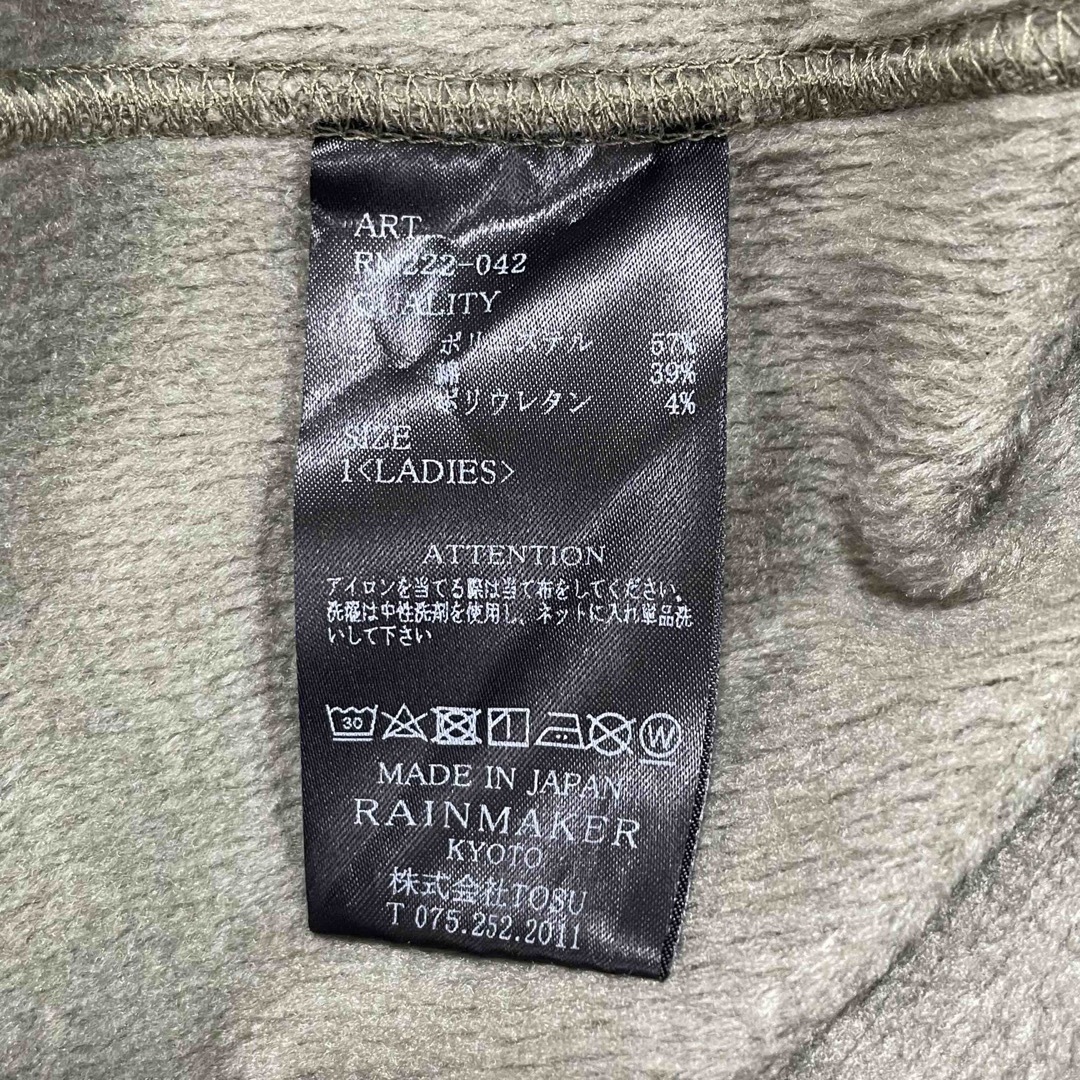 ART
RM222-042
QUALITY
ポリエステル 57%
39%
ポリウレタン 4%
SIZE
1<LADIES>
ATTENTION
アイロンを当てる際は当て布をしてください。
洗濯は中性洗剤を使用し、ネットに入れ単品洗
いして下さい
30 W
MADE IN JAPAN
RAINMAKER
KYOTO
株式会社TOSU
T 075.252.2011